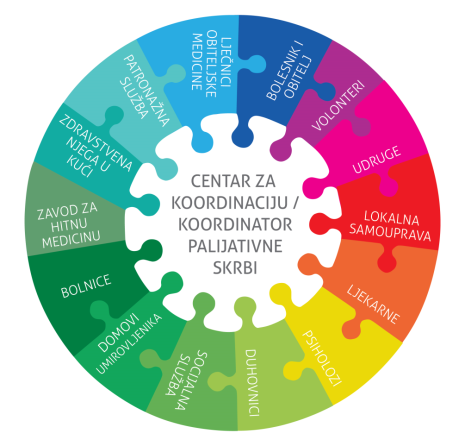 CENTAR ZA
KOORDINACIJU /
KOORDINATOR
PALIJATIVNE
SKRBI
BOLESNIK I
OBITELJ
VOLONTERI
UDRUGE
LOKALNA
SAMOUPRAVA
LJEKARNE
PSIHOLOZI
DUHOVNICI
SOCIJALNA
SLUŽBA
DOMOVI
UMIROVLJENIKA
BOLNICE
ZAVOD ZA
HITNU
MEDICINU
ZDRAVSTVENA
NJEGA U
KUĆI
PATRONAŽNA
SLUŽBA
LJEČNICI
OBITELJSKE
MEDICINE